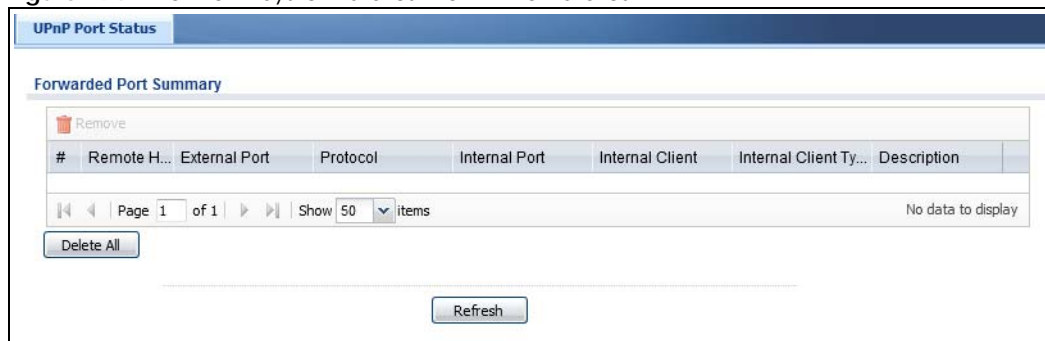 UPnP Port Status
Forwarded Port Summary
Remove
# Remote H... External Port Protocol Internal Port Internal Client Internal Client Ty... Description
Page 1 of 1 Show 50 items No data to display
Delete All
Refresh